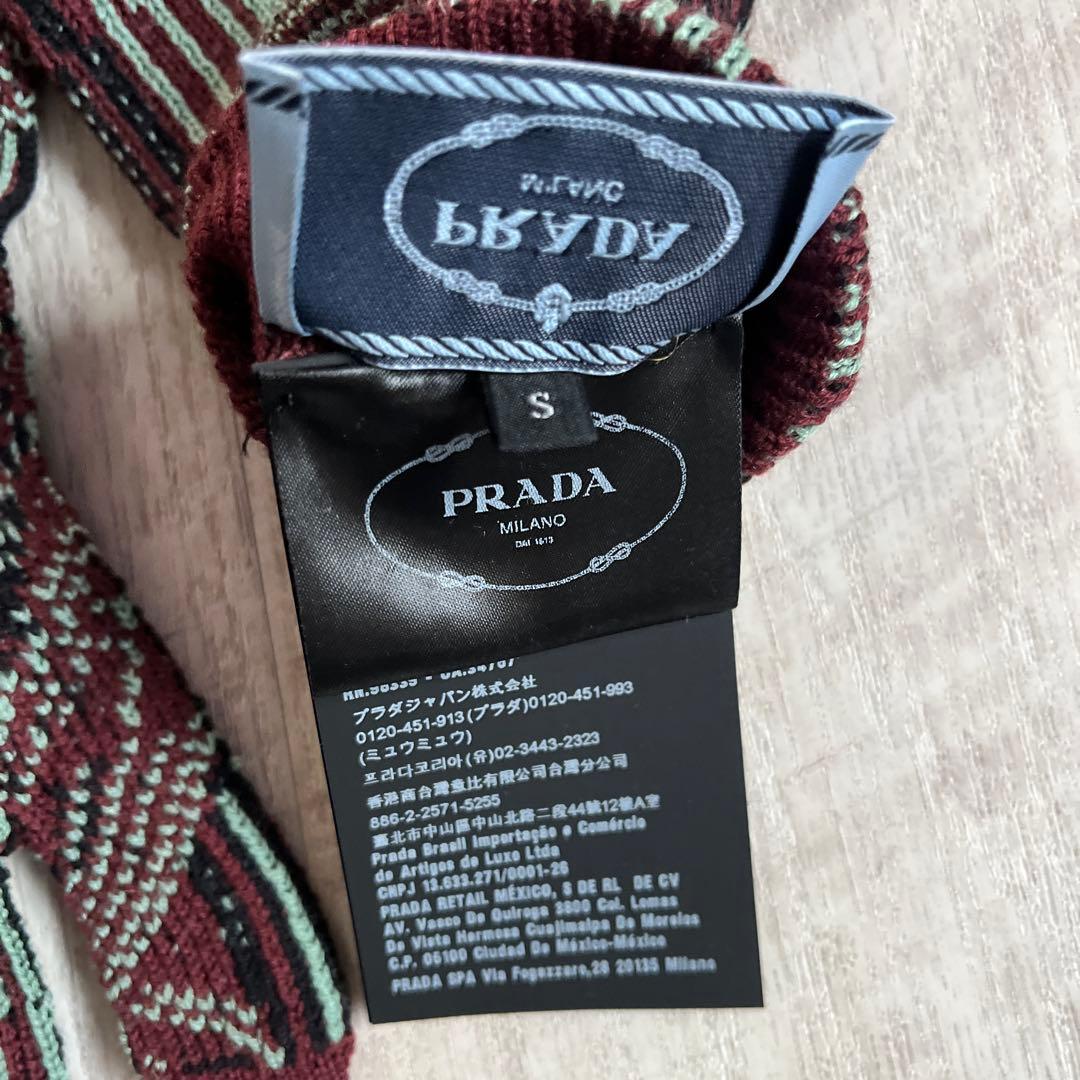 MILANO
PRADA
S
PRADA
MILANO
DAL 1913
RN.98339 - CA.34787
プラダジャパン株式会社
0120-451-913(プラダ)0120-451-993
(ミュウミュウ)
프라다코리아(유)02-3443-2323
香港商台灣普拉達有限公司台灣分公司
886-2-2571-5255
臺北市中山區中山北路二段44號12樓A室
Prada Brasil Importação e Comércio
de Artigos de Luxo Ltda
CNPJ 13.633.271/0001-26
PRADA RETAIL MÉXICO, S DE RL DE CV
AV. Vasco De Quiroga 3800 Col. Lomas
De Vista Hermosa Cuajimalpa De Morelos
C.P. 05100 Ciudad De México-México
PRADA SPA Via Fogazzaro,28 20135 Milano